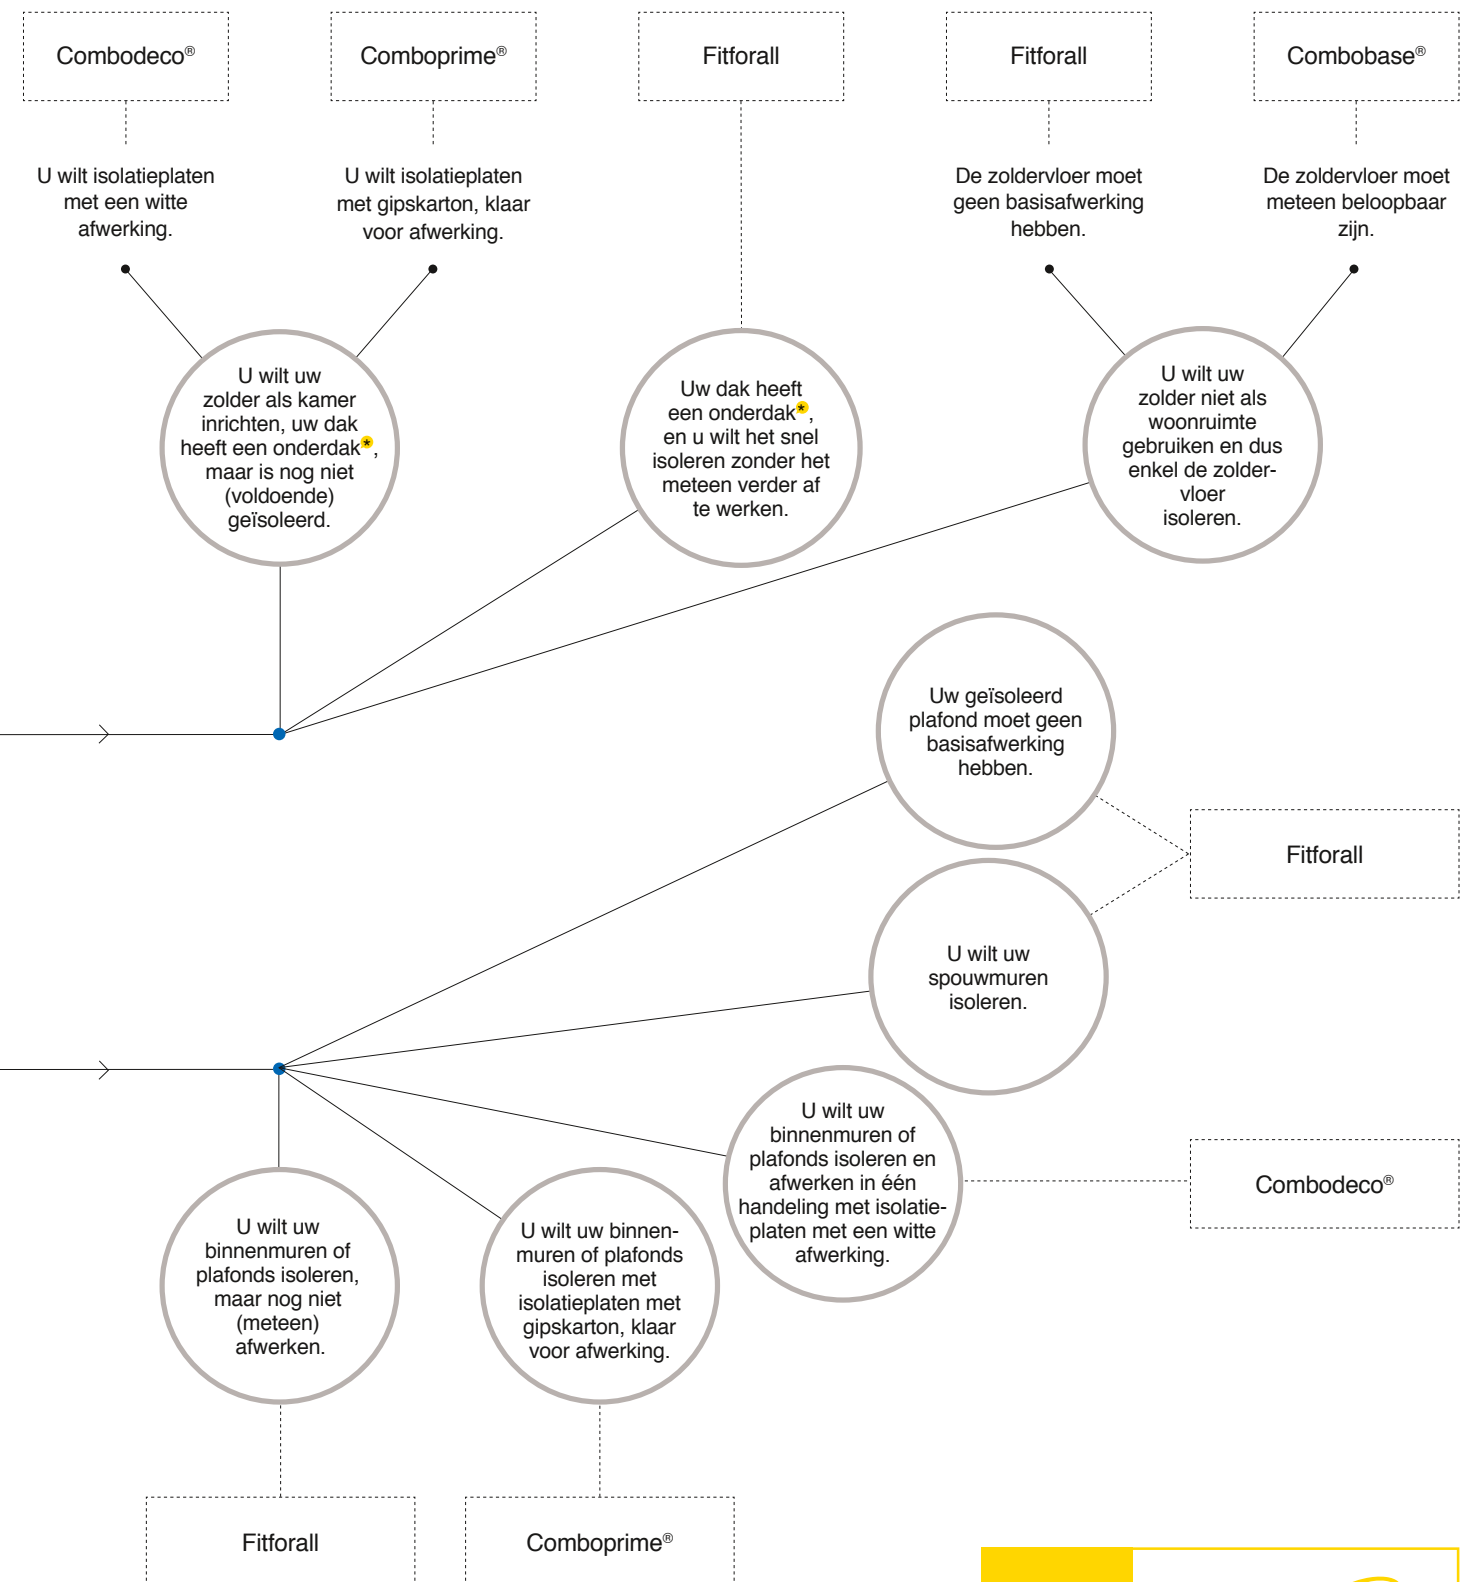 Combodeco®
Comboprime®
Fitforall
Fitforall
Combobase®
U wilt isolatieplaten
met een witte
afwerking.
U wilt isolatieplaten
met gipskarton, klaar
voor afwerking.
De zoldervloer moet
geen basisafwerking
hebben.
De zoldervloer moet
meteen beloopbaar
zijn.
U wilt uw
zolder als kamer
inrichten, uw dak
heeft een onderdak*,
maar is nog niet
(voldoende)
geïsoleerd.
Uw dak heeft
een onderdak*,
en u wilt het snel
isoleren zonder het
meteen verder af
te werken.
U wilt uw
zolder niet als
woonruimte
gebruiken en dus
enkel de zolder-
vloer
isoleren.
Uw geïsoleerd
plafond moet geen
basisafwerking
hebben.
Fitforall
U wilt uw
spouwmuren
isoleren.
U wilt uw
binnenmuren of
plafonds isoleren en
afwerken in één
handeling met isolatie-
platen met een witte
afwerking.
Combodeco®
U wilt uw
binnenmuren of
plafonds isoleren,
maar nog niet
(meteen)
afwerken.
U wilt uw binnen-
muren of plafonds
isoleren met
isolatieplaten met
gipskarton, klaar
voor afwerking.
Fitforall
Comboprime®